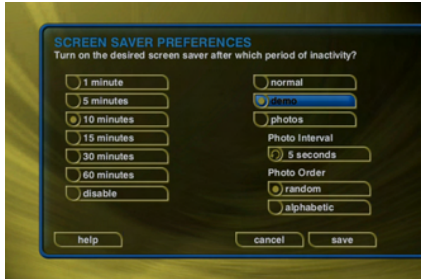 SCREEN SAVER PREFERENCES
Turn on the desired screen saver after which period of inactivity?
1 minute
5 minutes
10 minutes
15 minutes
30 minutes
60 minutes
disable
normal
demo
photos
Photo Interval
5 seconds
Photo Order
random
alphabetic
help
cancel
save